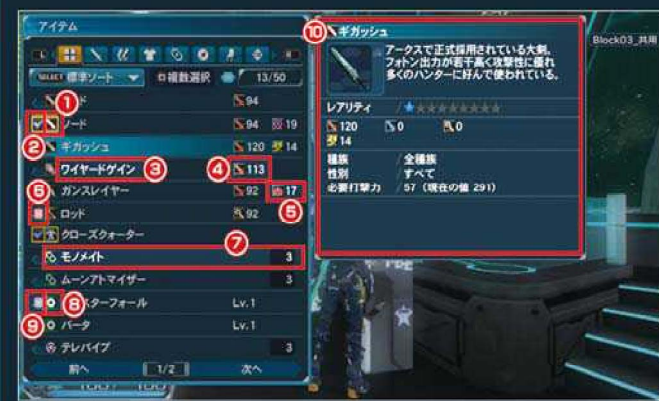 アイテム
SELECT 標準ソート 複数選択 13/50
① 94
ソード 94 19
② ギガッシュ 120 14
ワイヤードゲイン ③ ④ 113
ガンスレイヤー 92 17
⑥ ⑤
ロッド 92
クローズクォーター
⑦
モノメイト 3
ムーンアトマイザー 3
⑧ スターフォール Lv.1
⑨ バータ Lv.1
テレパイプ 3
前へ 1/2 次へ
⑩ ギガッシュ
アークスで正式採用されている大剣。
フォトン出力が若干高く攻撃性に優れ
多くのハンターに好んで使われている。
レアリティ /★★★★★★★★★★
120 0 0
14
種族 /全種族
性別 /すべて
必要打撃力 /57 (現在の値 291)
Block03_共用